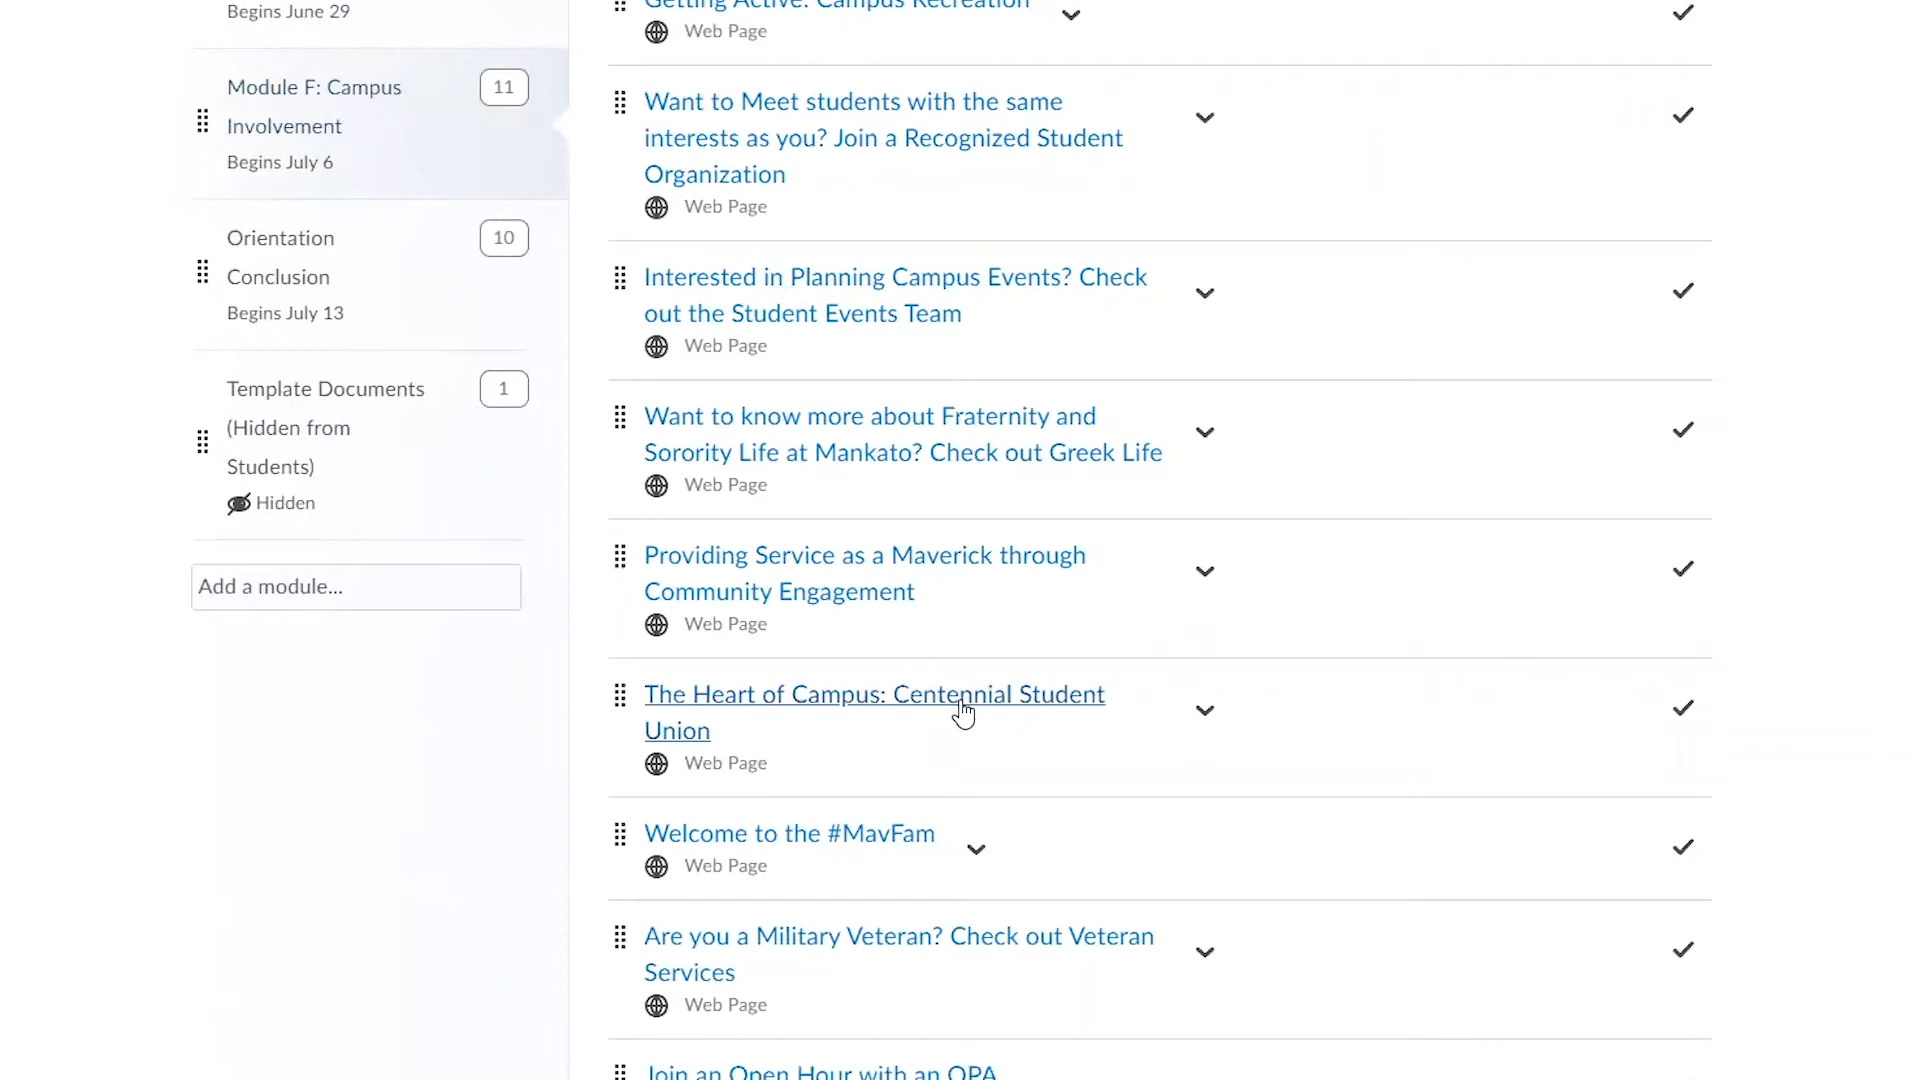 Begins June 29
Module F: Campus
Involvement
11
Begins July 6
Orientation
Conclusion
10
Begins July 13
Template Documents
(Hidden from
Students)
1
Hidden
Add a module...
Getting Active: Campus Recreation
Web Page
Want to Meet students with the same
interests as you? Join a Recognized Student
Organization
Web Page
Interested in Planning Campus Events? Check
out the Student Events Team
Web Page
Want to know more about Fraternity and
Sorority Life at Mankato? Check out Greek Life
Web Page
Providing Service as a Maverick through
Community Engagement
Web Page
The Heart of Campus: Centennial Student
Union
Web Page
Welcome to the #MavFam
Web Page
Are you a Military Veteran? Check out Veteran
Services
Web Page
Join an Open Hour with an OPA